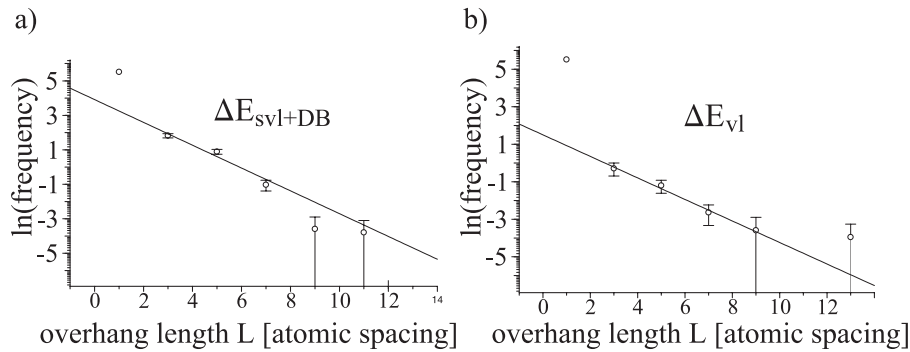 a)
ln(frequency)
5
3
1
-1
-3
-5
ΔE_svl+DB
0 2 4 6 8 10 12 14
overhang length L [atomic spacing]
b)
ln(frequency)
5
3
1
-1
-3
-5
ΔE_vl
0 2 4 6 8 10 12
overhang length L [atomic spacing]